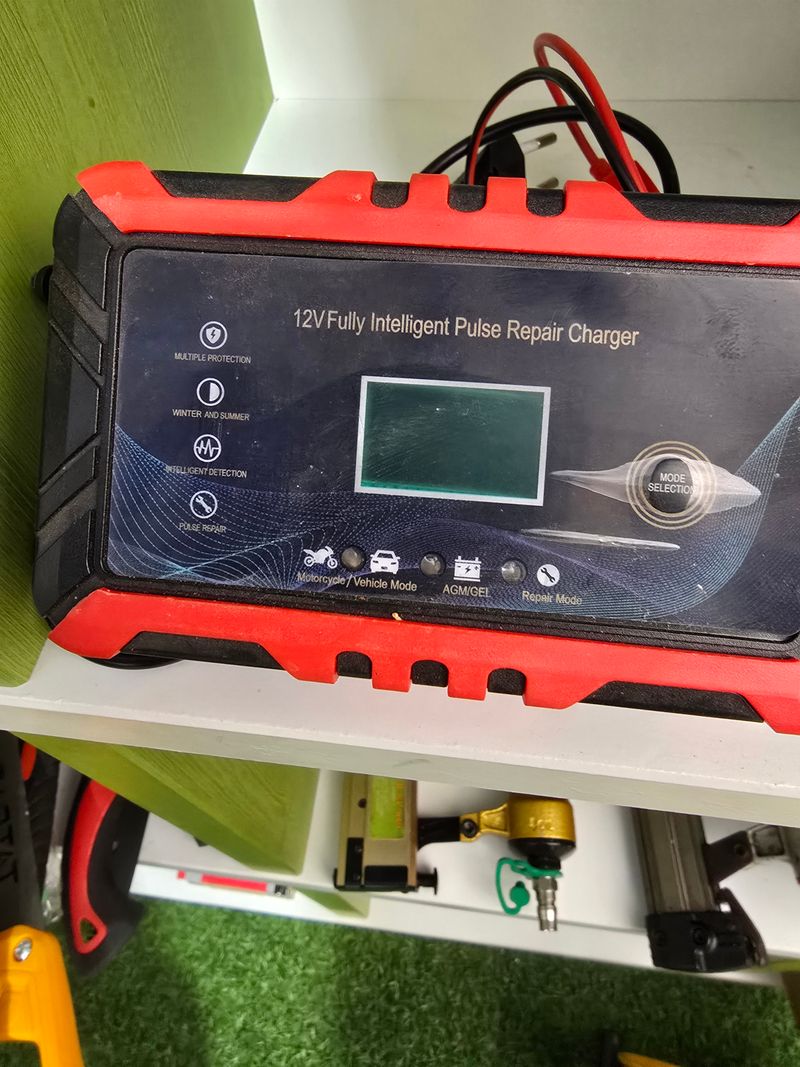 12V Fully Intelligent Pulse Repair Charger
MULTIPLE PROTECTION
WINTER AND SUMMER
INTELLIGENT DETECTION
PULSE REPAIR
MODE
SELECTION
Motorcycle / Vehicle Mode
AGM/GEL
Repair Mode